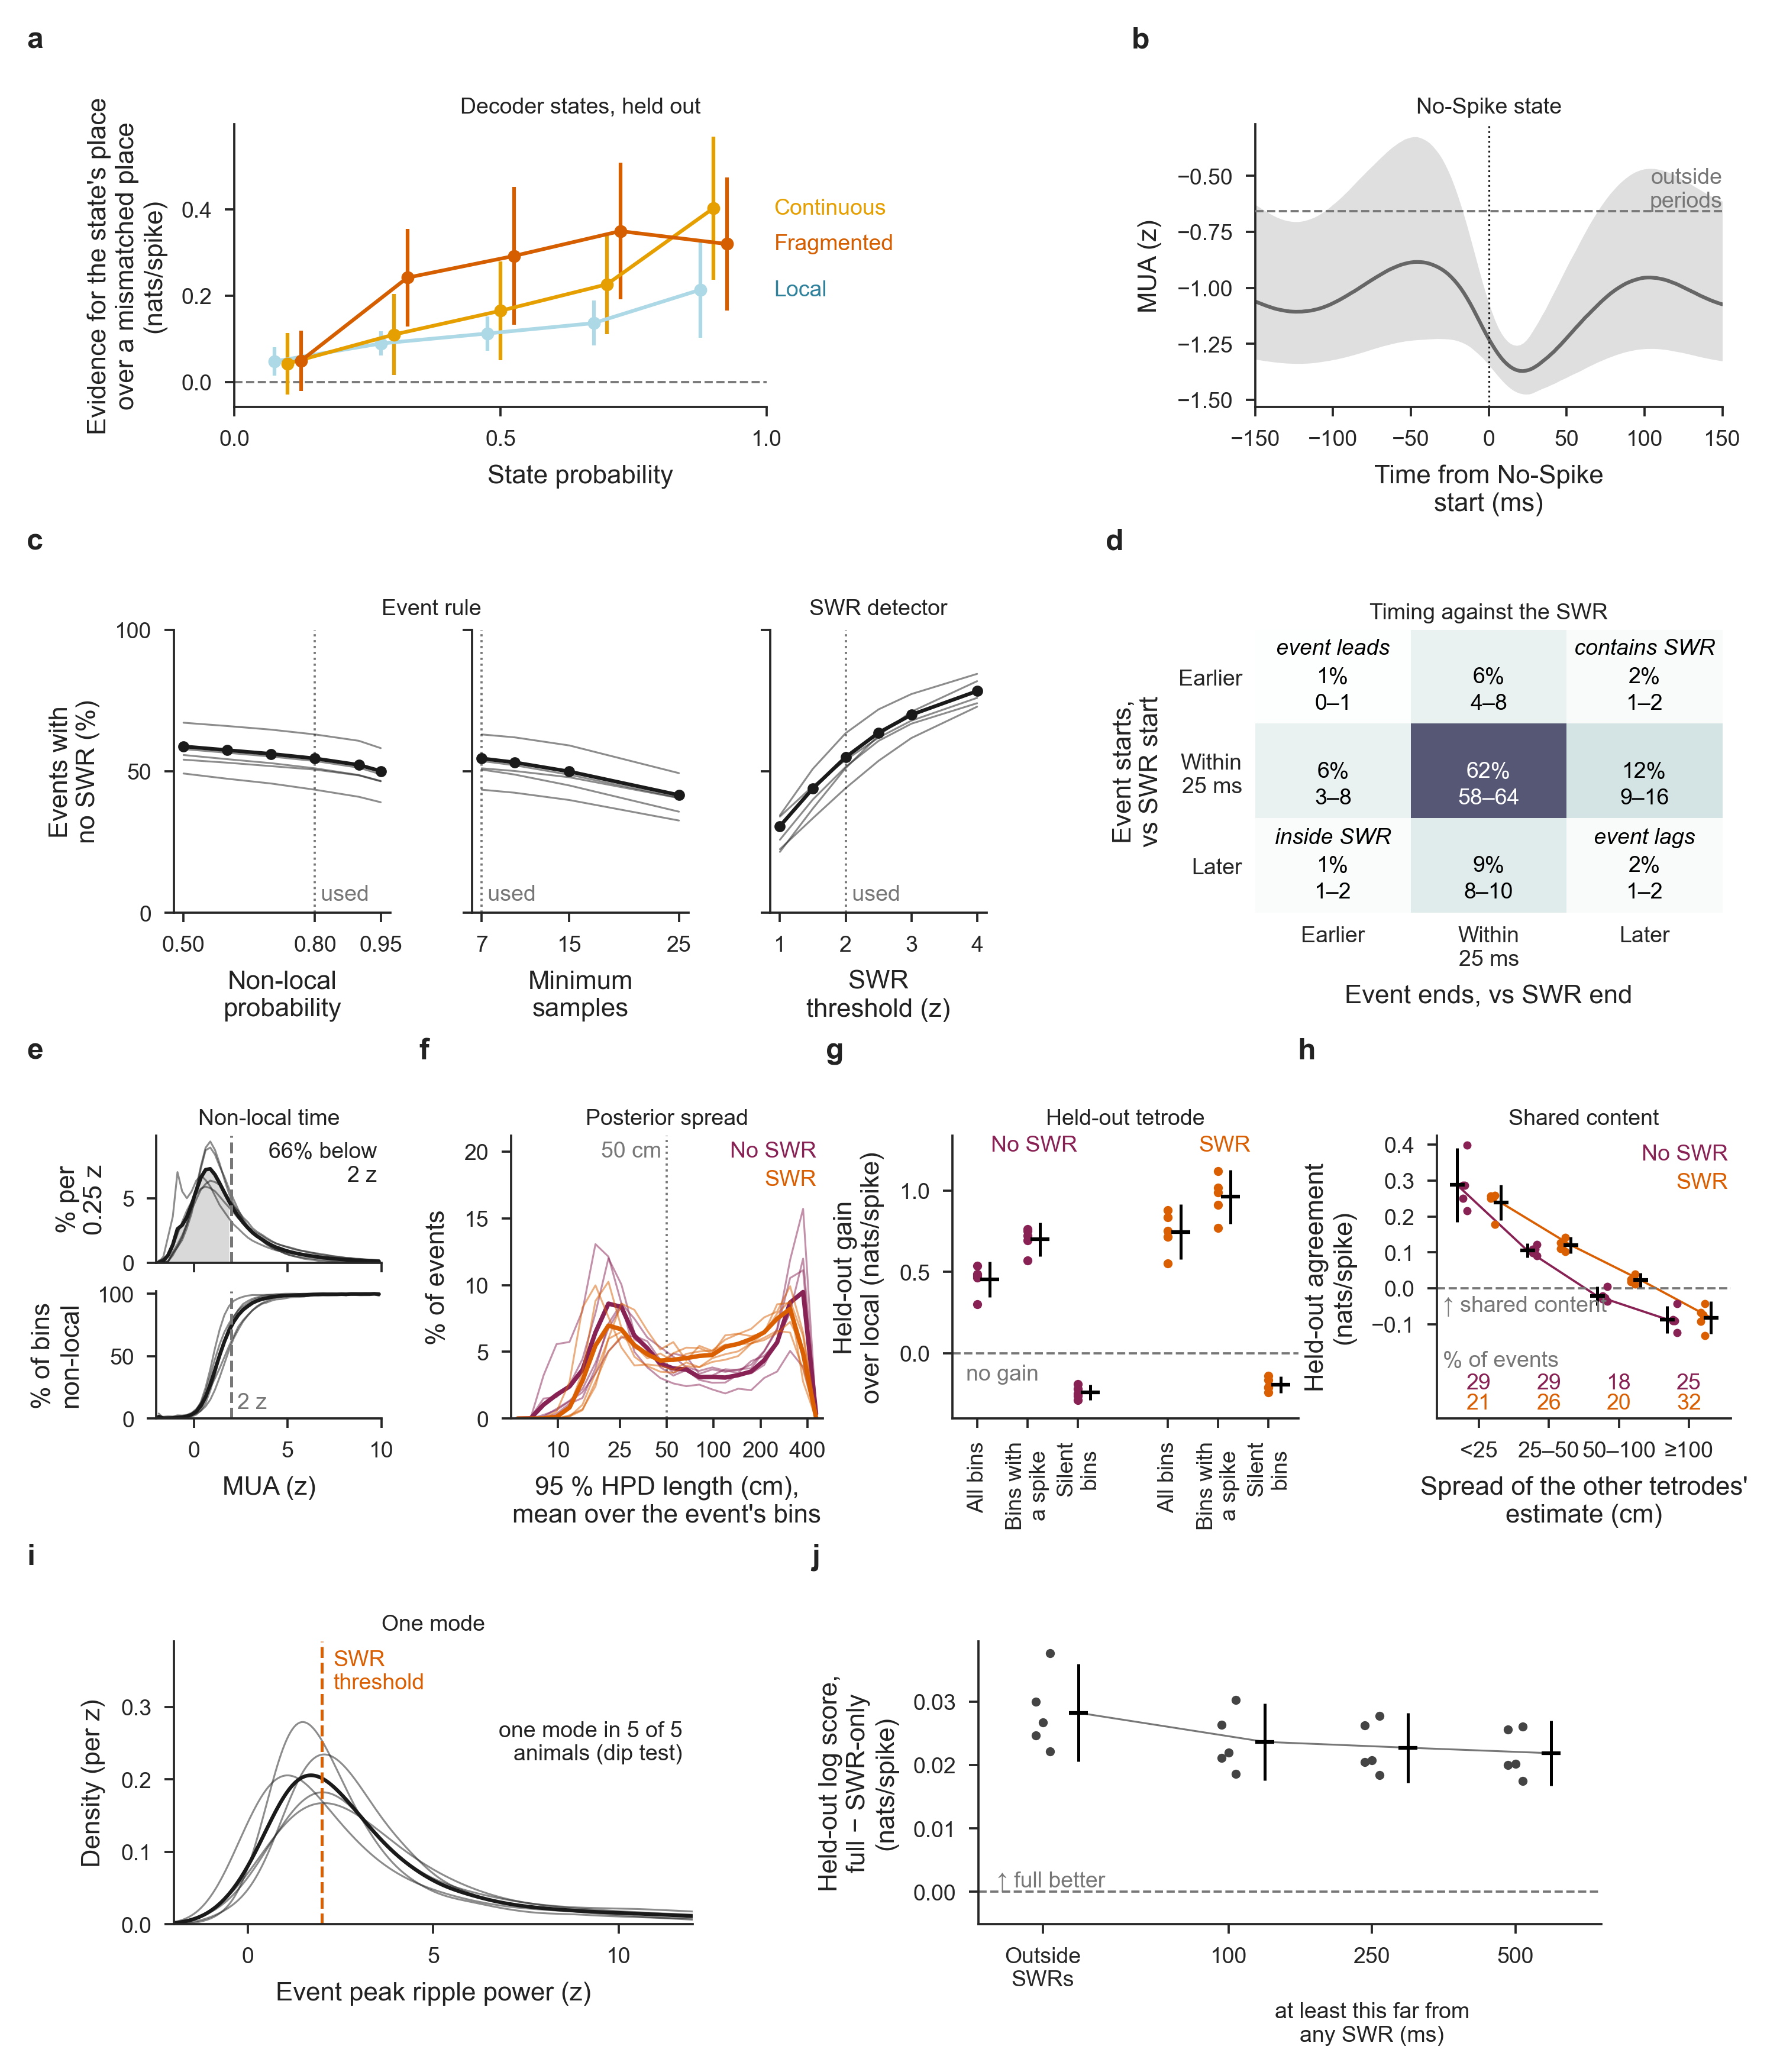 a
Decoder states, held out
Evidence for the state's place
over a mismatched place
(nats/spike)
0.4
0.2
0.0
Continuous
Fragmented
Local
0.0
0.5
1.0
State probability
b
No-Spike state
MUA (z)
−0.50
−0.75
−1.00
−1.25
−1.50
outside
periods
−150
−100
−50
0
50
100
150
Time from No-Spike
start (ms)
c
Event rule
SWR detector
Events with
no SWR (%)
100
50
0
used
used
used
0.50
0.80
0.95
7
15
25
1
2
3
4
Non-local
probability
Minimum
samples
SWR
threshold (z)
d
Timing against the SWR
Event starts,
vs SWR start
Earlier
event leads
1%
0–1
6%
4–8
contains SWR
2%
1–2
Within
25 ms
6%
3–8
62%
58–64
12%
9–16
Later
inside SWR
1%
1–2
9%
8–10
event lags
2%
1–2
Earlier
Within
25 ms
Later
Event ends, vs SWR end
e
Non-local time
% per
0.25 z
5
0
66% below
2 z
% of bins
non-local
100
50
0
2 z
0
5
10
MUA (z)
f
Posterior spread
% of events
20
15
10
5
0
50 cm
No SWR
SWR
10
25
50
100
200
400
95 % HPD length (cm),
mean over the event's bins
g
Held-out tetrode
Held-out gain
over local (nats/spike)
1.0
0.5
0.0
No SWR
SWR
no gain
All bins
Bins with
a spike
Silent
bins
All bins
Bins with
a spike
Silent
bins
h
Shared content
Held-out agreement
(nats/spike)
0.4
0.3
0.2
0.1
0.0
−0.1
No SWR
SWR
↑ shared content
% of events
29
29
18
25
21
26
20
32
<25
25–50
50–100
≥100
Spread of the other tetrodes'
estimate (cm)
i
One mode
Density (per z)
0.3
0.2
0.1
0.0
SWR
threshold
one mode in 5 of 5
animals (dip test)
0
5
10
Event peak ripple power (z)
j
Held-out log score,
full − SWR-only
(nats/spike)
0.03
0.02
0.01
0.00
↑ full better
Outside
SWRs
100
250
500
at least this far from
any SWR (ms)